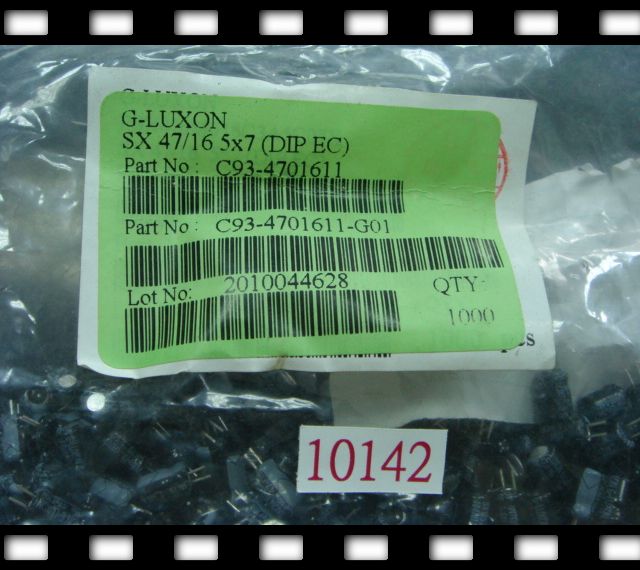 G-LUXON
SX 47/16 5x7 (DIP EC)
Part No : C93-4701611
Part No : C93-4701611-G01
Lot No: 2010044628 QTY:
1000
pcs
10142